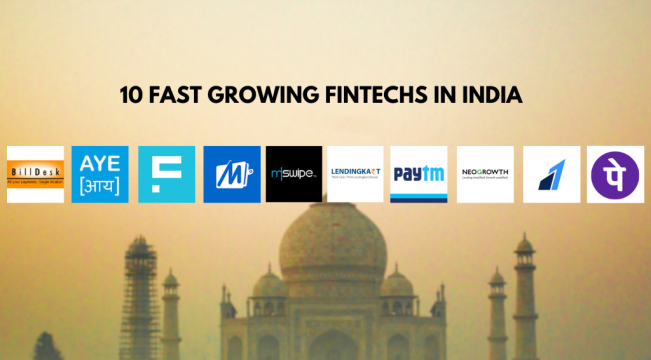 10 FAST GROWING FINTECHS IN INDIA
BillDesk
AYE
[आय]
F
M
mswipe
LENDINGKART
paytm
NEOGROWTH
पे